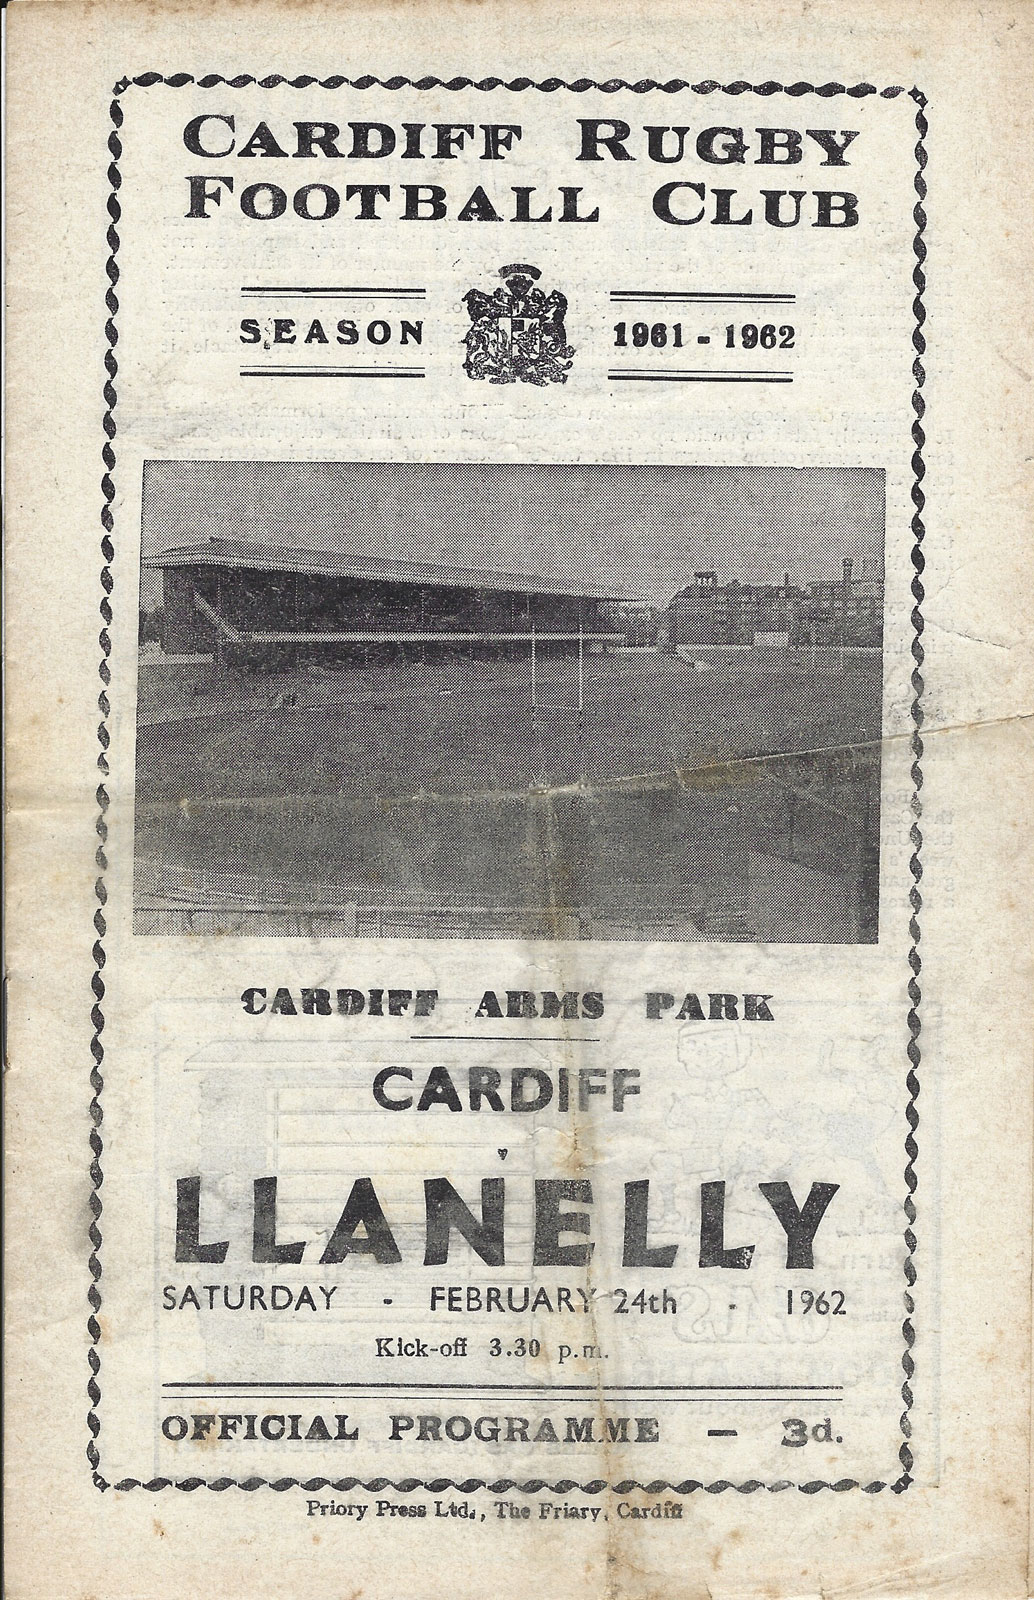 CARDIFF RUGBY
FOOTBALL CLUB
SEASON 1961 - 1962
CARDIFF ARMS PARK
CARDIFF
v
LLANELLY
SATURDAY - FEBRUARY 24th - 1962
Kick-off 3.30 p.m.
OFFICIAL PROGRAMME — 3d.
Priory Press Ltd., The Friary, Cardiff